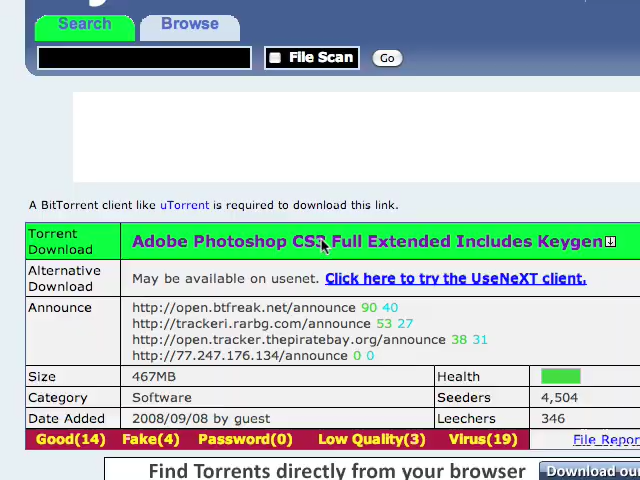 Search Browse
File Scan Go
A BitTorrent client like uTorrent is required to download this link.
Torrent Download Adobe Photoshop CS3 Full Extended Includes Keygen
Alternative Download May be available on usenet. Click here to try the UseNeXT client.
Announce http://open.btfreak.net/announce 90 40
http://trackeri.rarbg.com/announce 53 27
http://open.tracker.thepiratebay.org/announce 38 31
http://77.247.176.134/announce 0 0
Size 467MB Health
Category Software Seeders 4,504
Date Added 2008/09/08 by guest Leechers 346
Good(14) Fake(4) Password(0) Low Quality(3) Virus(19) File Repor
Find Torrents directly from your browser Download ou